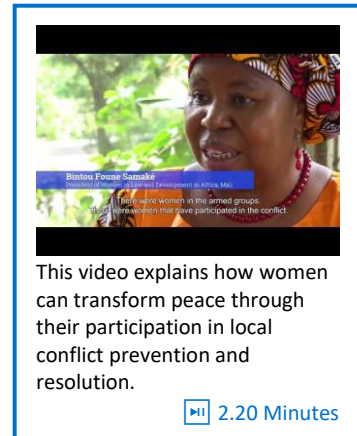 Bintou Foune Samaké
President of Women in Law and Development in Africa, Mali
There were women in the armed groups.
There were women that have participated in the conflict
This video explains how women
can transform peace through
their participation in local
conflict prevention and
resolution.
2.20 Minutes